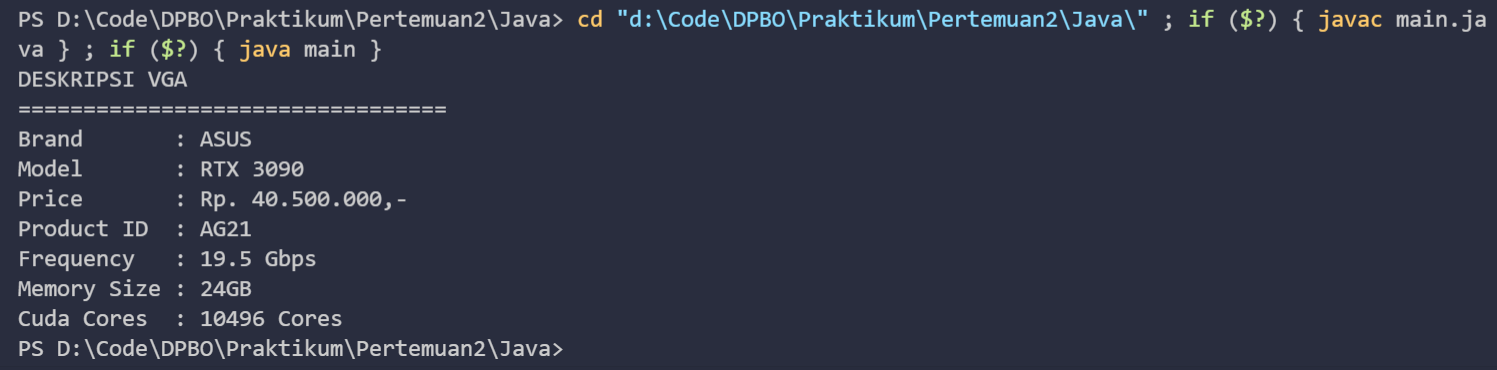 PS D:\Code\DPBO\Praktikum\Pertemuan2\Java> cd "d:\Code\DPBO\Praktikum\Pertemuan2\Java\" ; if ($?) { javac main.ja
va } ; if ($?) { java main }
DESKRIPSI VGA
=================================
Brand       : ASUS
Model       : RTX 3090
Price       : Rp. 40.500.000,-
Product ID  : AG21
Frequency   : 19.5 Gbps
Memory Size : 24GB
Cuda Cores  : 10496 Cores
PS D:\Code\DPBO\Praktikum\Pertemuan2\Java>